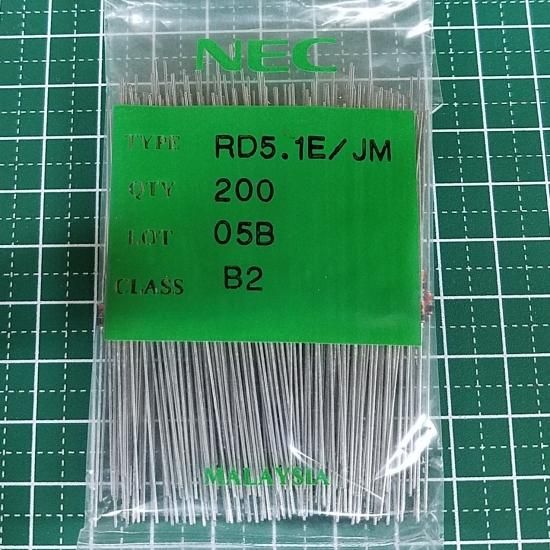 NEC
TYPE RD5.1E/JM
QTY 200
LOT 05B
CLASS B2
MALAYSIA